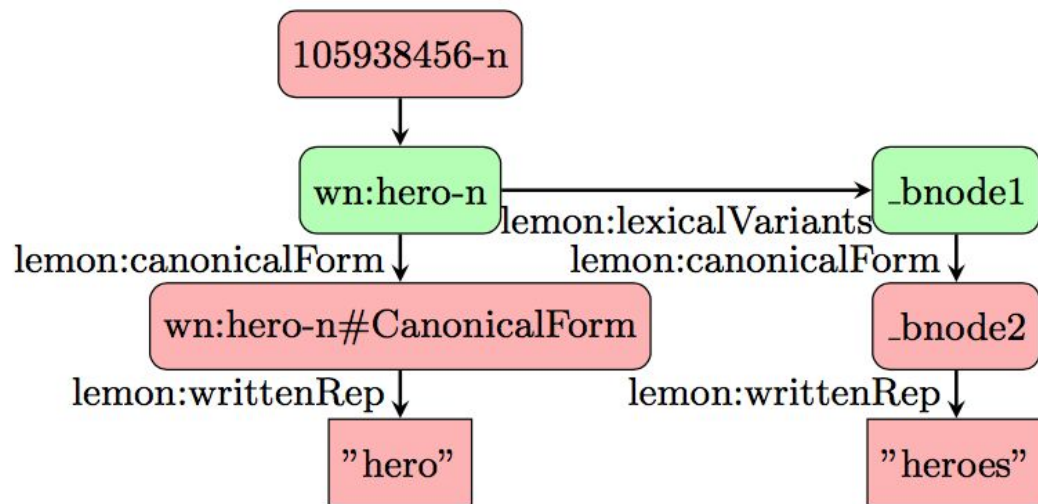 105938456-n
wn:hero-n
_bnode1
lemon:lexicalVariants
lemon:canonicalForm
lemon:canonicalForm
wn:hero-n#CanonicalForm
_bnode2
lemon:writtenRep
lemon:writtenRep
”hero”
”heroes”